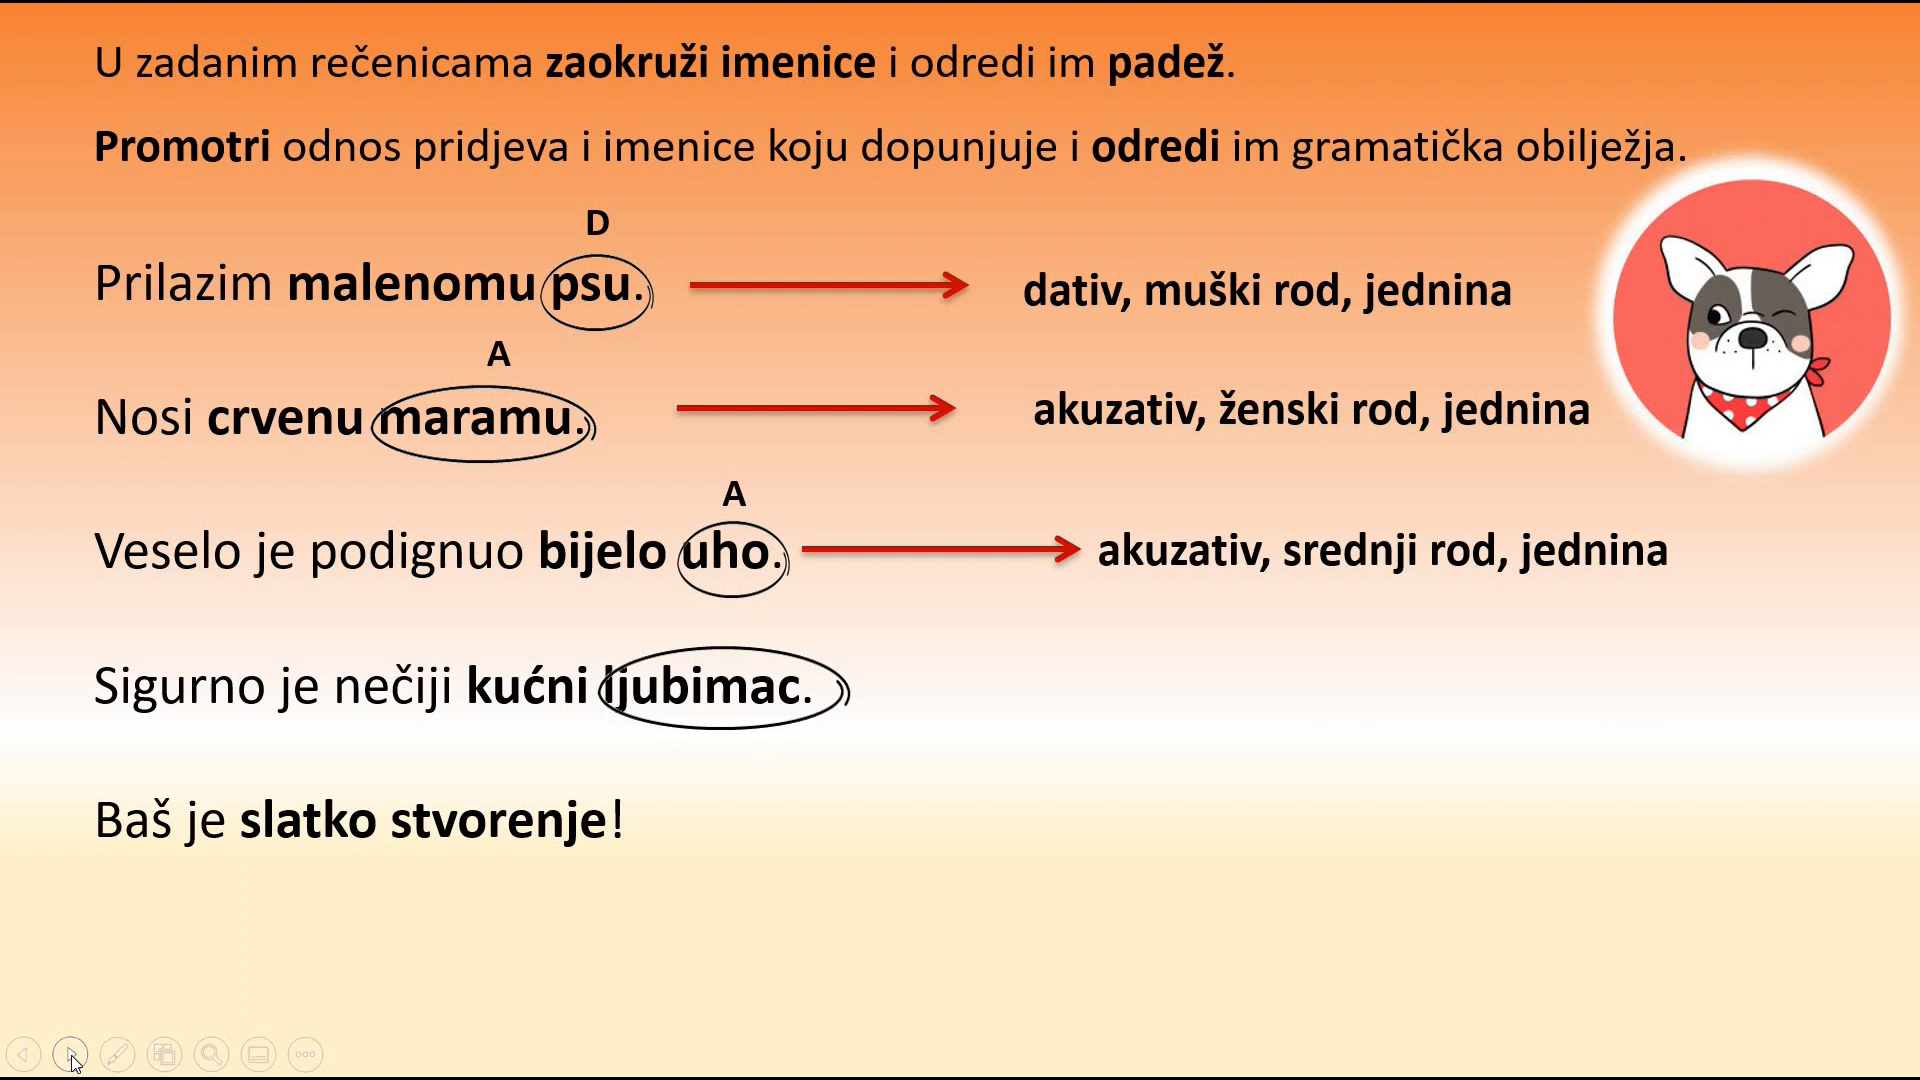 U zadanim rečenicama zaokruži imenice i odredi im padež.
Promotri odnos pridjeva i imenice koju dopunjuje i odredi im gramatička obilježja.
D
Prilazim malenomu psu.
dativ, muški rod, jednina
A
Nosi crvenu maramu.
akuzativ, ženski rod, jednina
A
Veselo je podignuo bijelo uho.
akuzativ, srednji rod, jednina
Sigurno je nečiji kućni ljubimac.
Baš je slatko stvorenje!